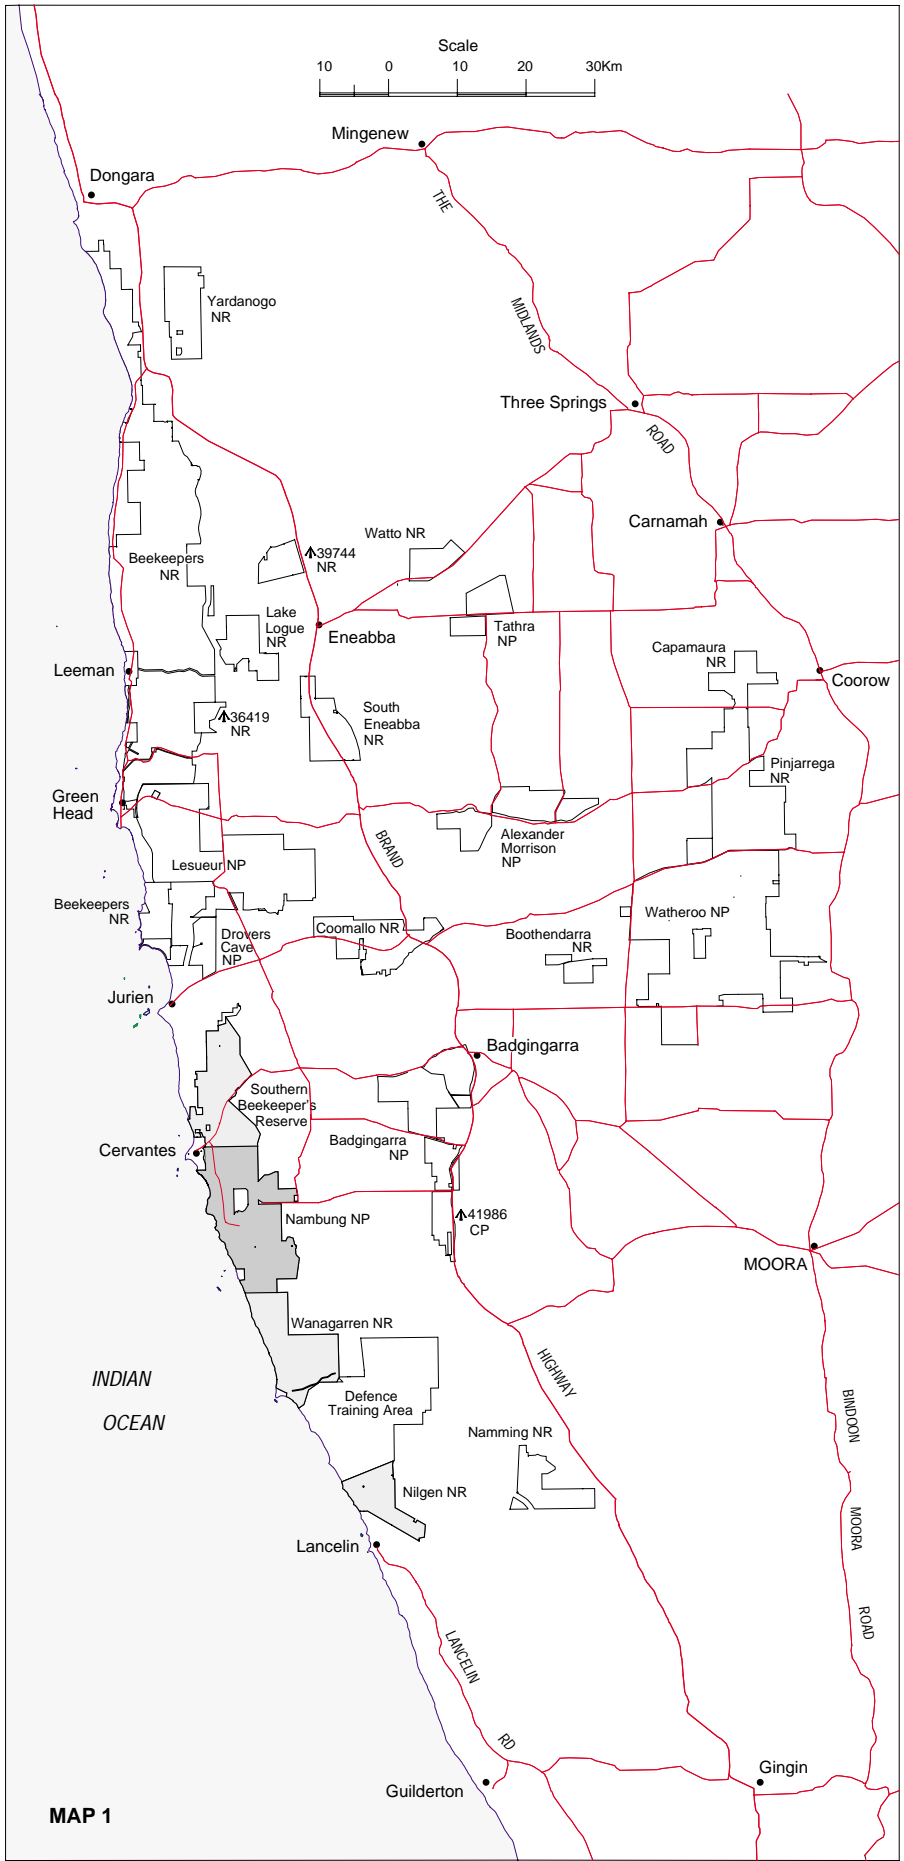 Scale
10 0 10 20 30Km
Mingenew
Dongara
THE
Yardanogo
NR
MIDLANDS
Three Springs
ROAD
Carnamah
Watto NR
39744
NR
Beekeepers
NR
Lake
Logue
NR
Eneabba
Tathra
NP
Capamaura
NR
Leeman
Coorow
36419
NR
South
Eneabba
NR
Pinjarrega
NR
Green
Head
BRAND
Alexander
Morrison
NP
Lesueur NP
Beekeepers
NR
Drovers
Cave
NP
Coomallo NR
Watheroo NP
Boothendarra
NR
Jurien
Badgingarra
Southern
Beekeeper's
Reserve
Cervantes
Badgingarra
NP
41986
CP
Nambung NP
MOORA
Wanagarren NR
HIGHWAY
INDIAN
OCEAN
Defence
Training Area
BINDOON
Namming NR
Nilgen NR
MOORA
Lancelin
ROAD
LANCELIN
RD
Gingin
Guilderton
MAP 1